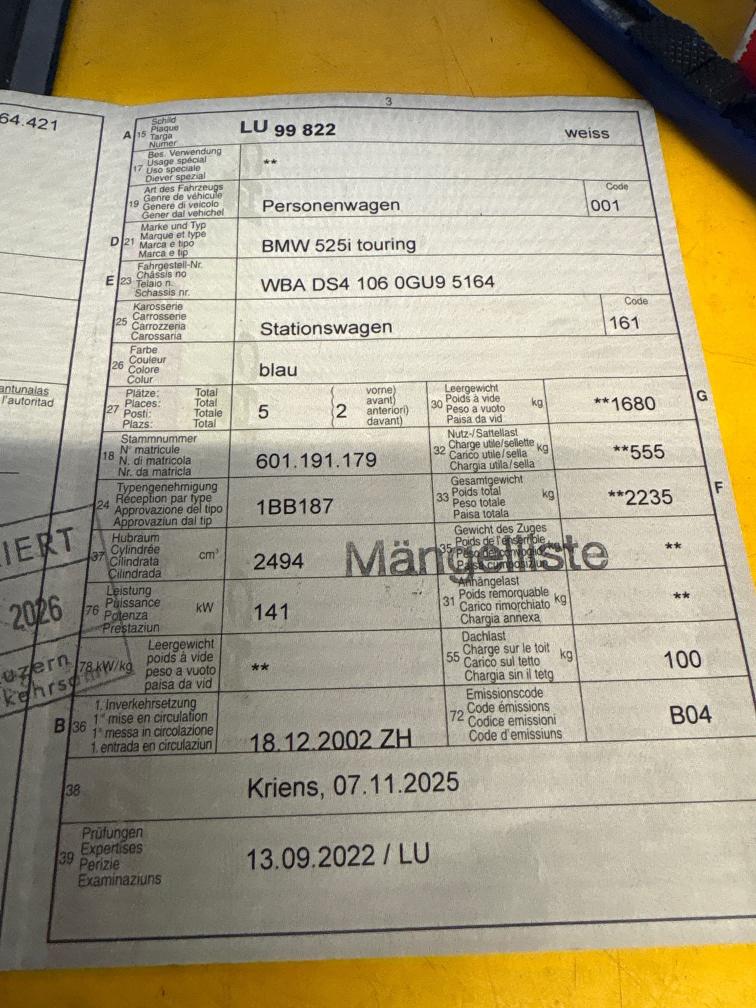 3
64.421
A 15 Schild
Plaque
Targa
Numer
LU 99 822
weiss
17 Bes. Verwendung
Usage spécial
Uso speciale
Diever spezial
**
19 Art des Fahrzeugs
Genre de véhicule
Genere di veicolo
Gener dal vehichel
Personenwagen
Code
001
D 21 Marke und Typ
Marque et type
Marca e tipo
Marca e tip
BMW 525i touring
E 23 Fahrgestell-Nr.
Châssis no
Telaio n.
Schassis nr.
WBA DS4 106 0GU9 5164
25 Karosserie
Carrosserie
Carrozzeria
Carossaria
Stationswagen
Code
161
26 Farbe
Couleur
Colore
Colur
blau
antunalas
l'autoritad
27 Plätze: Total
Places: Total
Posti: Totale
Plazs: Total
5
2
vorne)
avant)
anteriori)
davant)
30 Leergewicht
Poids à vide
Peso a vuoto
Paisa da vid
kg
**1680
G
18 Stammnummer
N° matricule
N. di matricola
Nr. da matricla
601.191.179
32 Nutz-/Sattellast
Charge utile/sellette
Carico utile/sella
Chargia utila/sella
kg
**555
24 Typengenehmigung
Réception par type
Approvazione del tipo
Approvaziun dal tip
1BB187
33 Gesamtgewicht
Poids total
Peso totale
Paisa totala
kg
**2235
F
37 Hubraum
Cylindrée
Cilindrata
Cilindrada
cm³
2494
35 Gewicht des Zuges
Poids de l'ensemble
**
Mängelliste
IERT
2026
76 Leistung
Puissance
Potenza
Prestaziun
kW
141
31 Anhängelast
Poids remorquable
Carico rimorchiato
Chargia annexa
kg
**
78 kW/kg
Leergewicht
poids à vide
peso a vuoto
paisa da vid
**
55 Dachlast
Charge sur le toit
Carico sul tetto
Chargia sin il tetg
kg
100
B 36 1. Inverkehrsetzung
1re mise en circulation
1a messa in circolazione
1. entrada en circulaziun
18.12.2002 ZH
72 Emissionscode
Code émissions
Codice emissioni
Code d'emissiuns
B04
38
Kriens, 07.11.2025
39 Prüfungen
Expertises
Perizie
Examinaziuns
13.09.2022 / LU